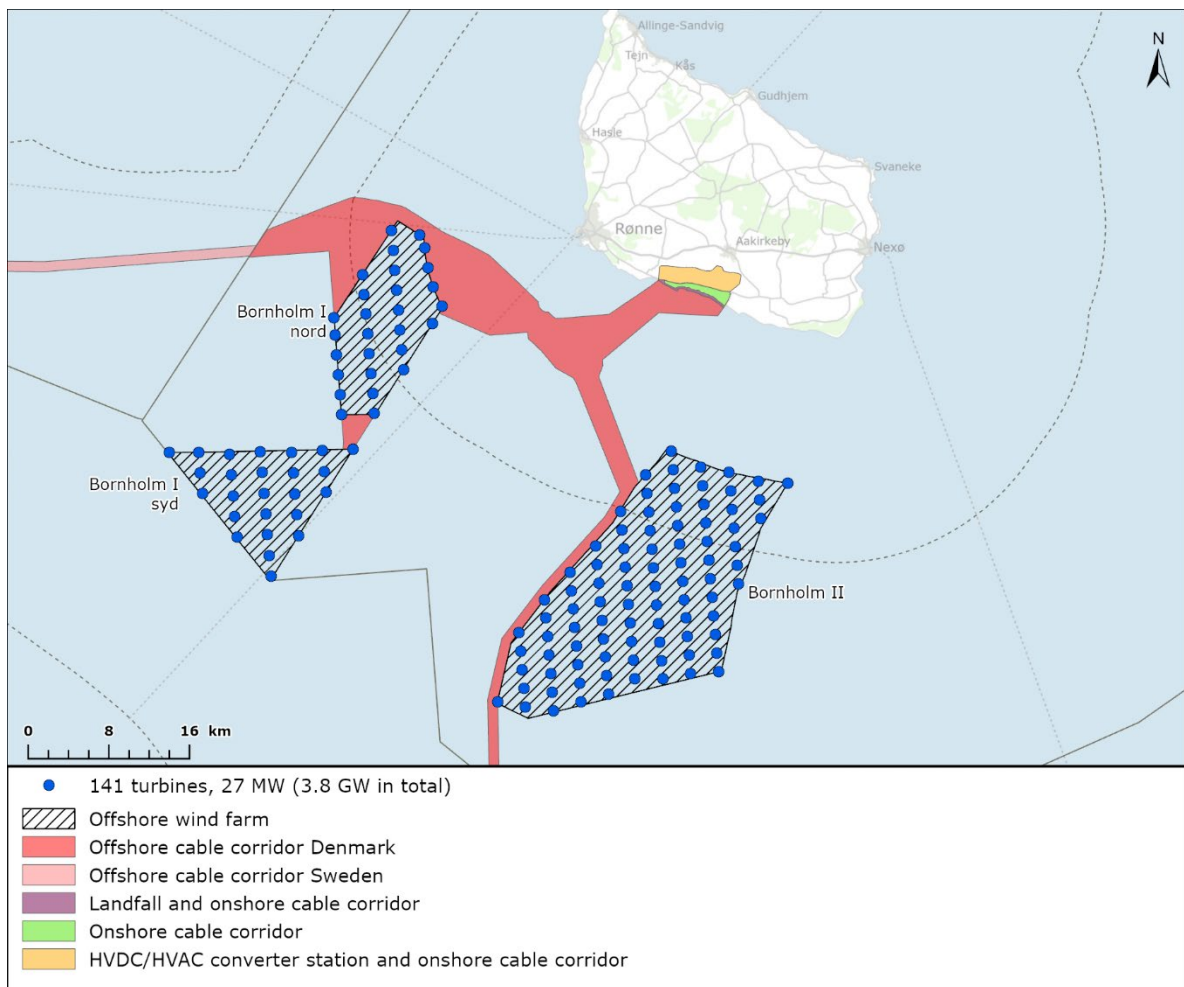 Allinge-Sandvig
N
Tejn
Kås
Gudhjem
Hasle
Svaneke
Rønne
Aakirkeby
Nexø
Bornholm I
nord
Bornholm I
syd
Bornholm II
0 8 16 km
141 turbines, 27 MW (3.8 GW in total)
Offshore wind farm
Offshore cable corridor Denmark
Offshore cable corridor Sweden
Landfall and onshore cable corridor
Onshore cable corridor
HVDC/HVAC converter station and onshore cable corridor